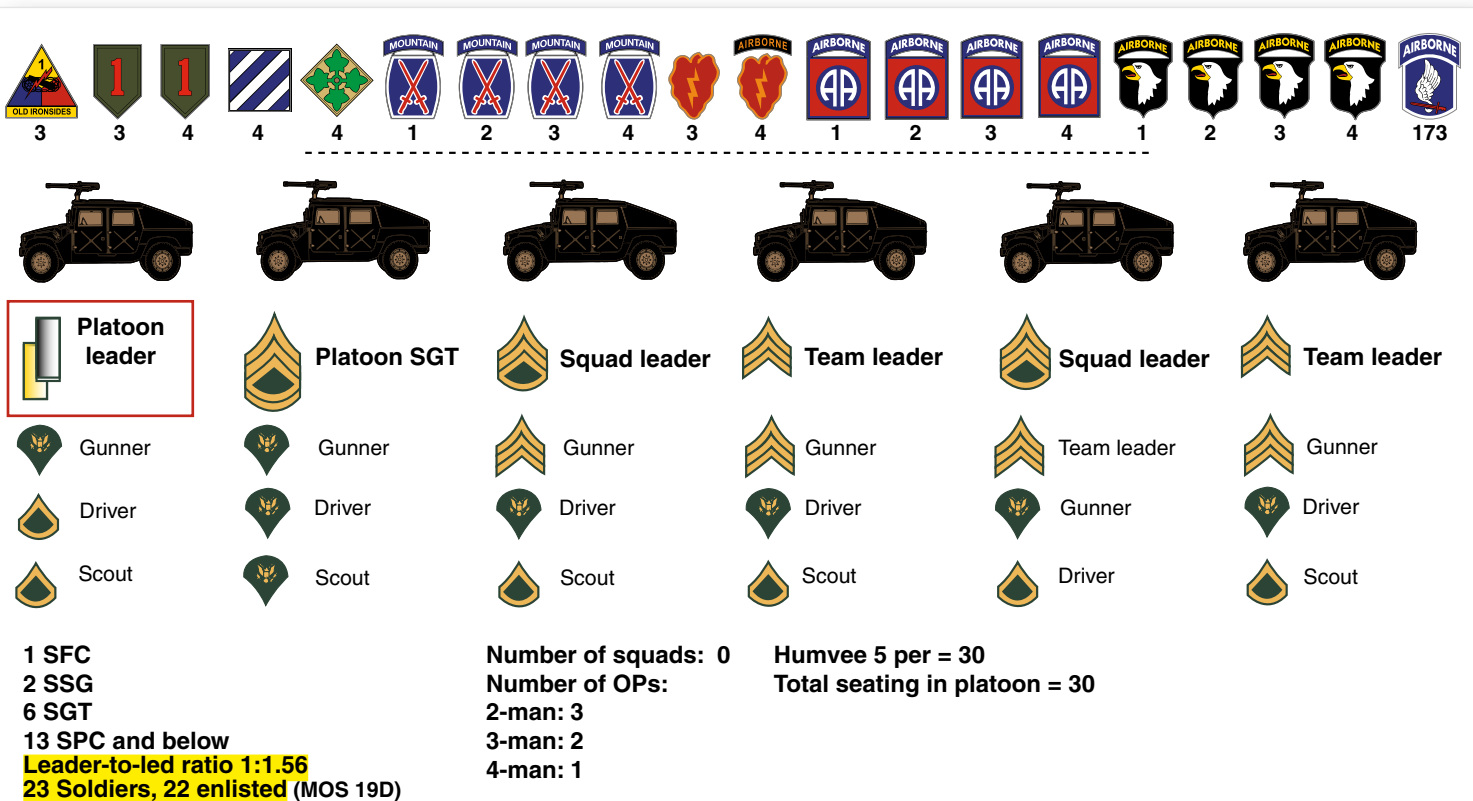 MOUNTAIN MOUNTAIN MOUNTAIN MOUNTAIN AIRBORNE AIRBORNE AIRBORNE AIRBORNE AIRBORNE AIRBORNE AIRBORNE AIRBORNE AIRBORNE AIRBORNE
1 1 1 AA AA AA AA
OLD IRONSIDES
3 3 4 4 4 1 2 3 4 3 4 1 2 3 4 1 2 3 4 173
Platoon
leader
Platoon SGT
Squad leader
Team leader
Squad leader
Team leader
Gunner Gunner Gunner Gunner Team leader Gunner
Driver Driver Driver Driver Gunner Driver
Scout Scout Scout Scout Driver Scout
1 SFC
2 SSG
6 SGT
13 SPC and below
Leader-to-led ratio 1:1.56
23 Soldiers, 22 enlisted (MOS 19D)
Number of squads: 0
Number of OPs:
2-man: 3
3-man: 2
4-man: 1
Humvee 5 per = 30
Total seating in platoon = 30